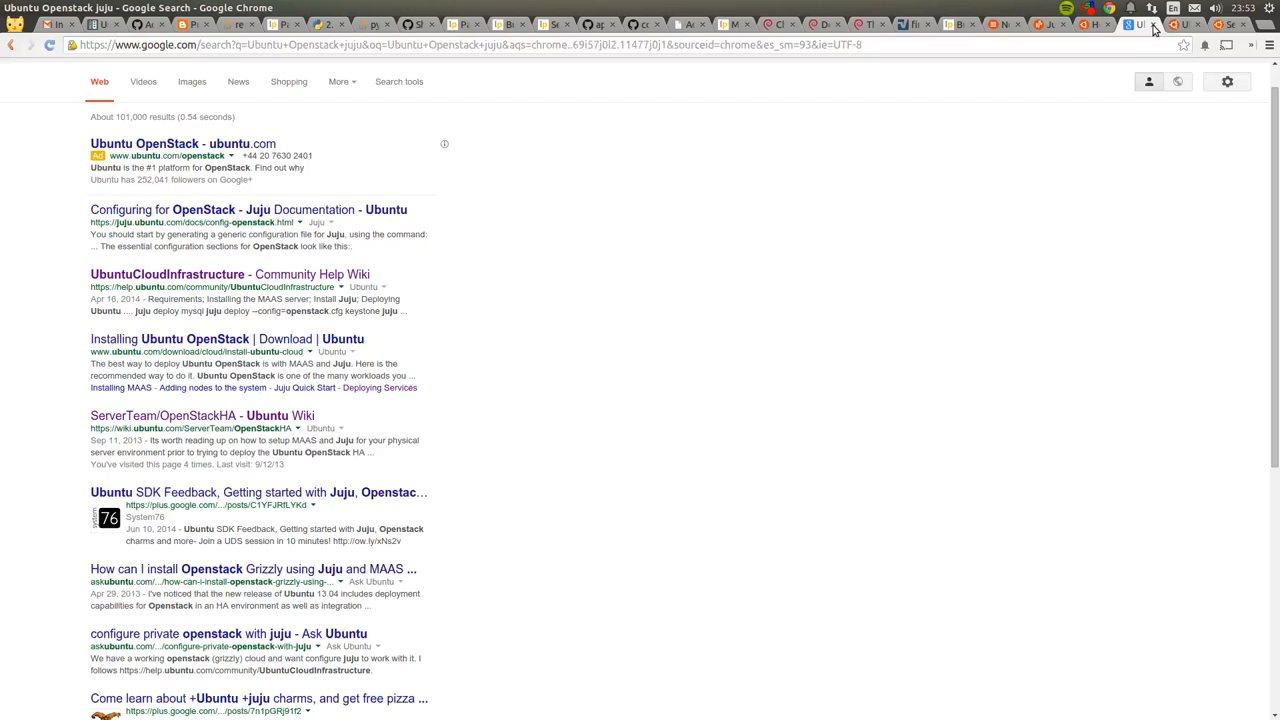 Ubuntu Openstack juju - Google Search - Google Chrome
En
23:53
https://www.google.com/search?q=Ubuntu+Openstack+juju&oq=Ubuntu+Openstack+juju&aqs=chrome..69i57j0l2.11477j0j1&sourceid=chrome&es_sm=93&ie=UTF-8
Web Videos Images News Shopping More Search tools
About 101,000 results (0.54 seconds)
Ubuntu OpenStack - ubuntu.com
Ad www.ubuntu.com/openstack +44 20 7630 2401
Ubuntu is the #1 platform for OpenStack. Find out why
Ubuntu has 252,041 followers on Google+
Configuring for OpenStack - Juju Documentation - Ubuntu
https://juju.ubuntu.com/docs/config-openstack.html Juju
You should start by generating a generic configuration file for Juju, using the command:
... The essential configuration sections for OpenStack look like this:.
UbuntuCloudInfrastructure - Community Help Wiki
https://help.ubuntu.com/community/UbuntuCloudInfrastructure Ubuntu
Apr 16, 2014 - Requirements; Installing the MAAS server; Install Juju; Deploying
Ubuntu .... juju deploy mysql juju deploy --config=openstack.cfg keystone juju ...
Installing Ubuntu OpenStack | Download | Ubuntu
www.ubuntu.com/download/cloud/install-ubuntu-cloud Ubuntu
The best way to deploy Ubuntu OpenStack is with MAAS and Juju. Here is the
recommended way to do it. Ubuntu OpenStack is one of the many workloads you ...
Installing MAAS - Adding nodes to the system - Juju Quick Start - Deploying Services
ServerTeam/OpenStackHA - Ubuntu Wiki
https://wiki.ubuntu.com/ServerTeam/OpenStackHA Ubuntu
Sep 11, 2013 - Its worth reading up on how to setup MAAS and Juju for your physical
server environment prior to trying to deploy the Ubuntu OpenStack HA ...
You've visited this page 4 times. Last visit: 9/12/13
Ubuntu SDK Feedback, Getting started with Juju, Openstac...
https://plus.google.com/.../posts/C1YFJRfLYKd
System76
Jun 10, 2014 - Ubuntu SDK Feedback, Getting started with Juju, Openstack
charms and more- Join a UDS session in 10 minutes! http://ow.ly/xNs2v
system 76
How can I install Openstack Grizzly using Juju and MAAS ...
askubuntu.com/.../how-can-i-install-openstack-grizzly-using-... Ask Ubuntu
Apr 29, 2013 - I've noticed that the new release of Ubuntu 13.04 includes deployment
capabilities for Openstack in an HA environment as well as integration ...
configure private openstack with juju - Ask Ubuntu
askubuntu.com/.../configure-private-openstack-with-juju Ask Ubuntu
We have a working openstack (grizzly) cloud and want configure juju to work with it. I
follows https://help.ubuntu.com/community/UbuntuCloudInfrastructure.
Come learn about +Ubuntu +juju charms, and get free pizza ...
https://plus.google.com/.../posts/7n1pGRj91f2